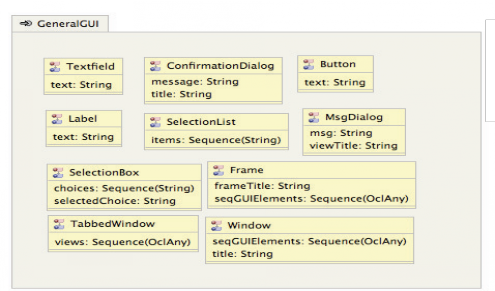 GeneralGUI
Textfield
text: String
ConfirmationDialog
message: String
title: String
Button
text: String
Label
text: String
SelectionList
items: Sequence(String)
MsgDialog
msg: String
viewTitle: String
SelectionBox
choices: Sequence(String)
selectedChoice: String
Frame
frameTitle: String
seqGUIElements: Sequence(OclAny)
TabbedWindow
views: Sequence(OclAny)
Window
seqGUIElements: Sequence(OclAny)
title: String